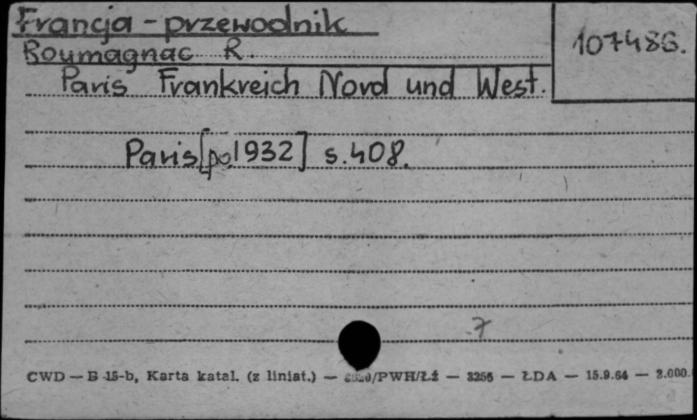 Francja - przewodnik
107486.
Roumagnac R.
Paris Frankreich Nord und West.
Paris [po 1932] s. 408.
7
CWD — B 15-b, Karta katal. (z liniat.) — /PWH/Łź — 3256 — ŁDA — 15.9.64 — 2.000.